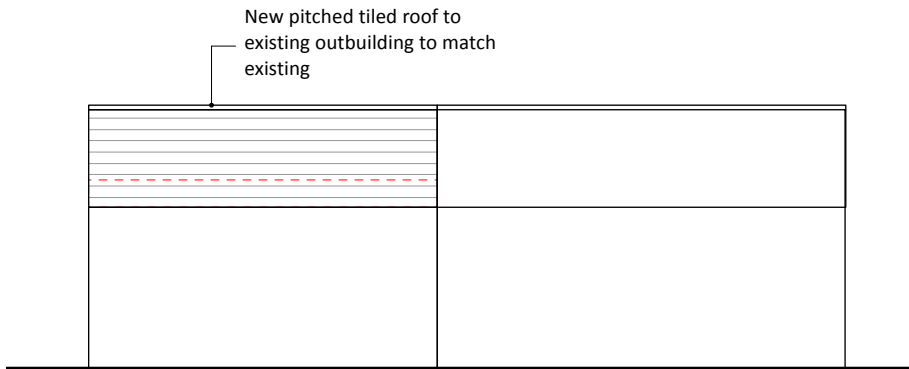 New pitched tiled roof to
existing outbuilding to match
existing